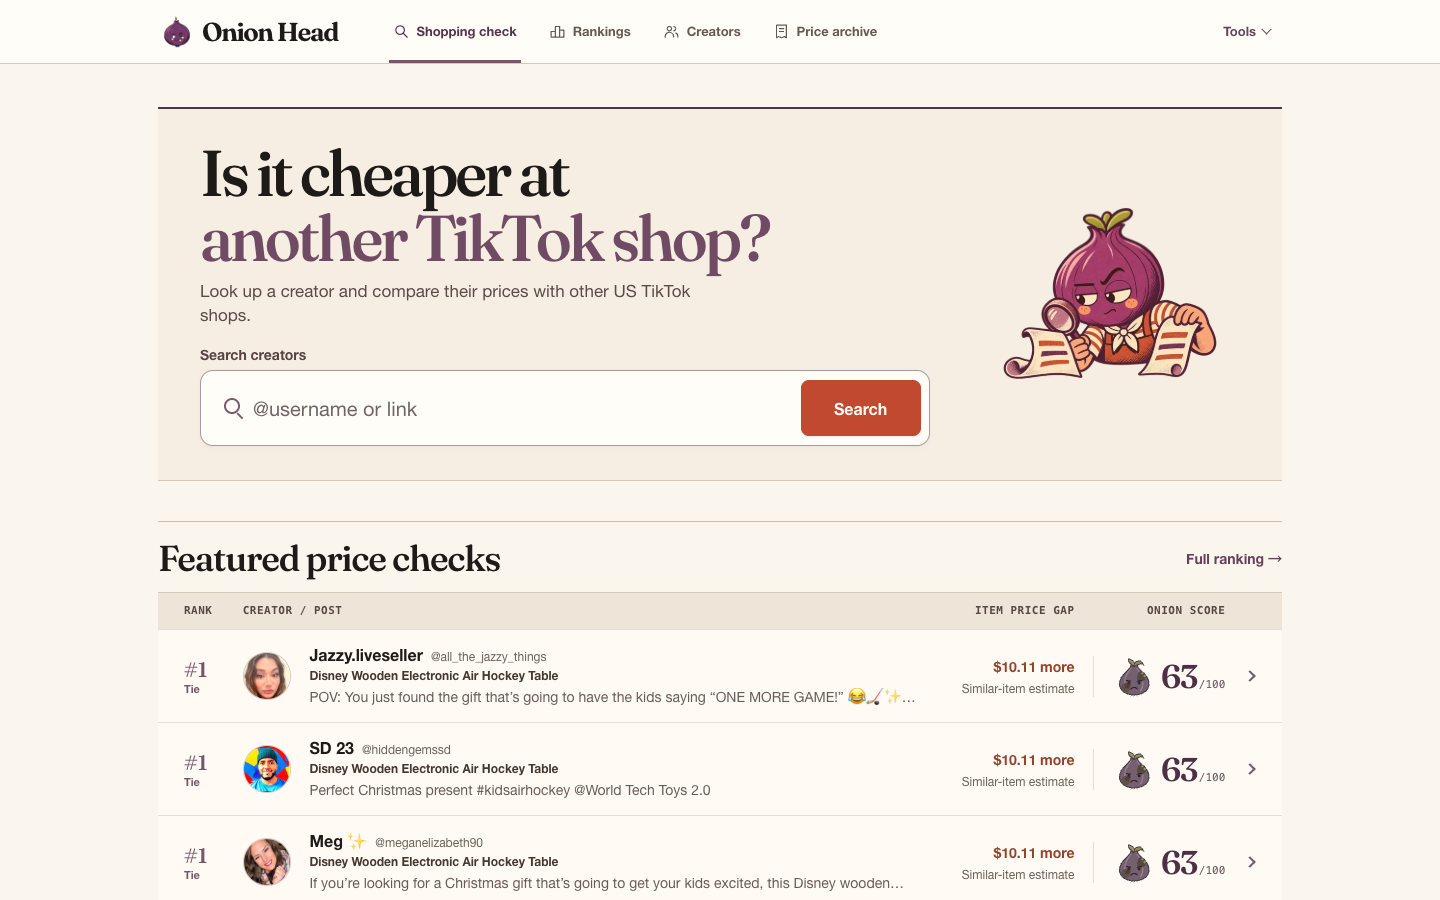 Onion Head
Shopping check
Rankings
Creators
Price archive
Tools
Is it cheaper at
another TikTok shop?
Look up a creator and compare their prices with other US TikTok
shops.
Search creators
@username or link
Search
Featured price checks
Full ranking →
RANK
CREATOR / POST
ITEM PRICE GAP
ONION SCORE
#1
Tie
Jazzy.liveseller @all_the_jazzy_things
Disney Wooden Electronic Air Hockey Table
POV: You just found the gift that’s going to have the kids saying “ONE MORE GAME!” 😂🏒✨…
$10.11 more
Similar-item estimate
63/100
#1
Tie
SD 23 @hiddengemssd
Disney Wooden Electronic Air Hockey Table
Perfect Christmas present #kidsairhockey @World Tech Toys 2.0
$10.11 more
Similar-item estimate
63/100
#1
Tie
Meg ✨ @meganelizabeth90
Disney Wooden Electronic Air Hockey Table
If you’re looking for a Christmas gift that’s going to get your kids excited, this Disney wooden…
$10.11 more
Similar-item estimate
63/100